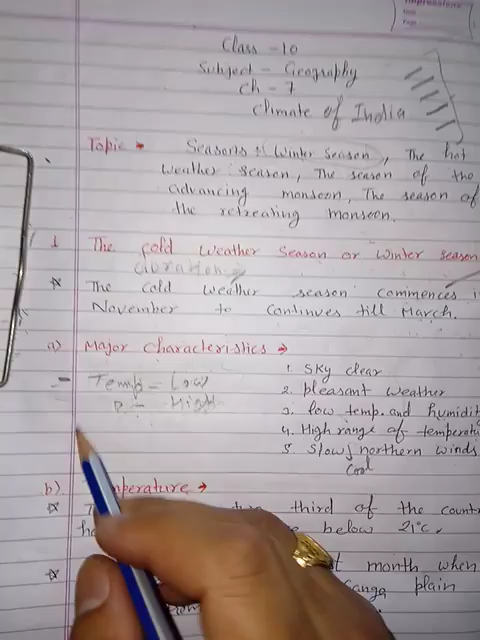 Impressions
Class - 10
Subject - Geography
Ch - 7
Climate of India
Topic - Seasons : Winter season, The hot
weather season, The season of the
advancing monsoon, The season of
the retreating monsoon.
1 The cold weather season or winter season
duration
The cold weather season commences i
November to continues till March.
a) Major characteristics →
1. Sky clear
2. pleasant weather
3. low temp. and humidit
4. High range of temperatu
5. Slow northern winds
Cool
Temp = Low
P - High
b) perature →
third of the count
below 21°c.
st month when
Ganga plain